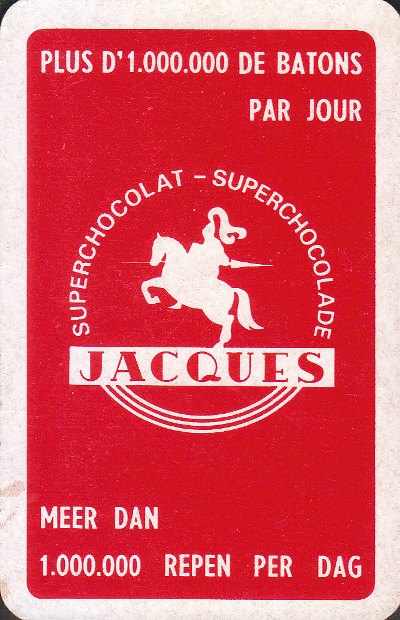 PLUS D'1.000.000 DE BATONS
PAR JOUR
SUPERCHOCOLAT - SUPERCHOCOLADE
JACQUES
MEER DAN
1.000.000 REPEN PER DAG